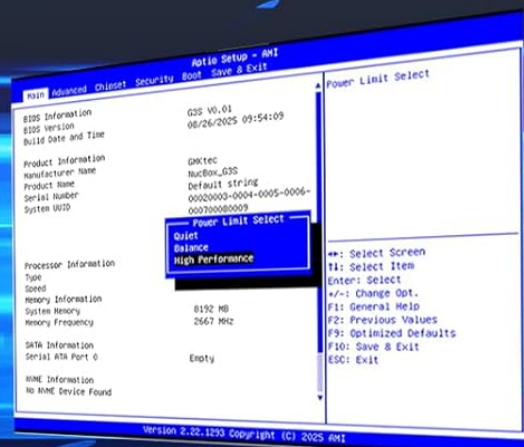 Aptio Setup - AMI
Main Advanced Chipset Security Boot Save & Exit
BIOS Information
BIOS Version G3S V0.01
Build Date and Time 08/26/2025 09:54:09
Product Information
Manufacturer Name GMKtec
Product Name NucBox_G3S
Serial Number Default string
System UUID 00020003-0004-0005-0006-
000700080009
Power Limit Select
Quiet
Balance
High Performance
Processor Information
Type
Speed
Memory Information
System Memory 8192 MB
Memory Frequency 2667 MHz
SATA Information
Serial ATA Port 0 Empty
NVME Information
No NVME Device Found
Power Limit Select
↔: Select Screen
↑↓: Select Item
Enter: Select
+/-: Change Opt.
F1: General Help
F2: Previous Values
F9: Optimized Defaults
F10: Save & Exit
ESC: Exit
Version 2.22.1293 Copyright (C) 2025 AMI